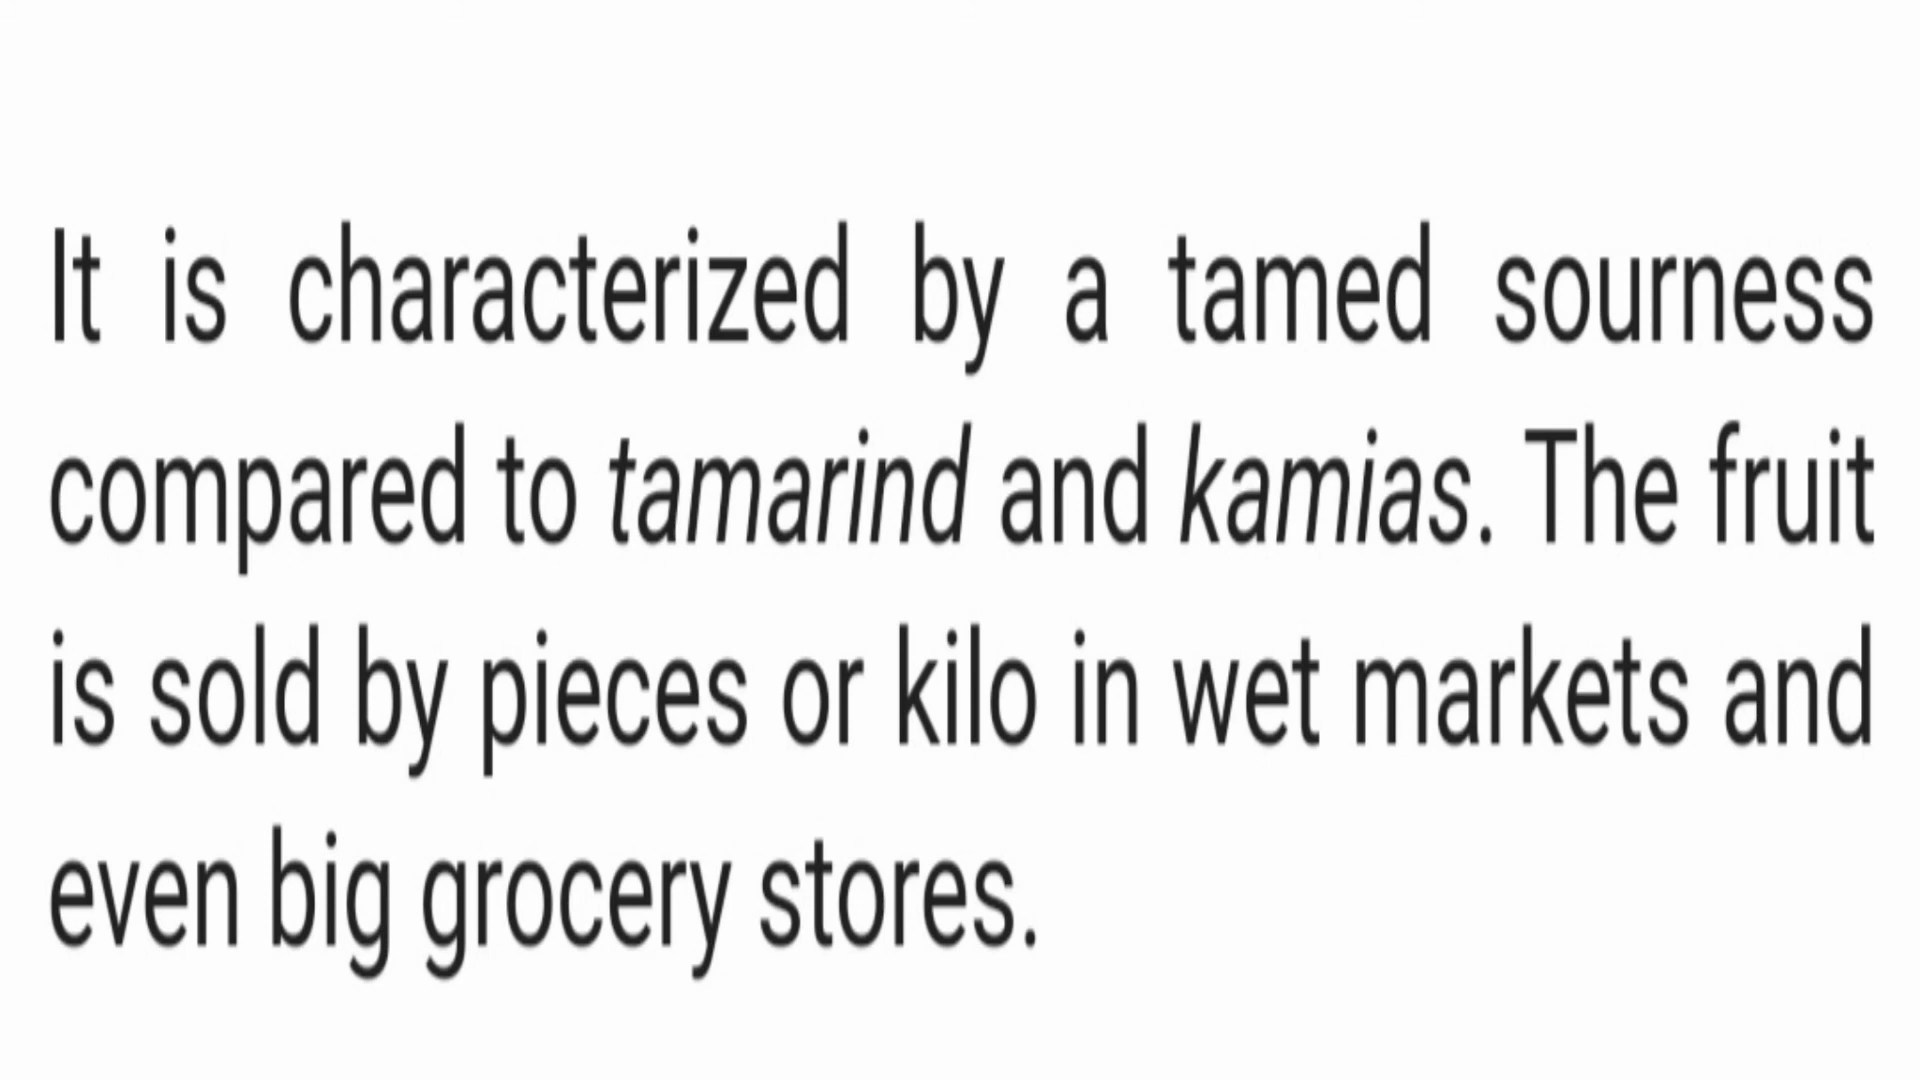 It is characterized by a tamed sourness
compared to tamarind and kamias. The fruit
is sold by pieces or kilo in wet markets and
even big grocery stores.